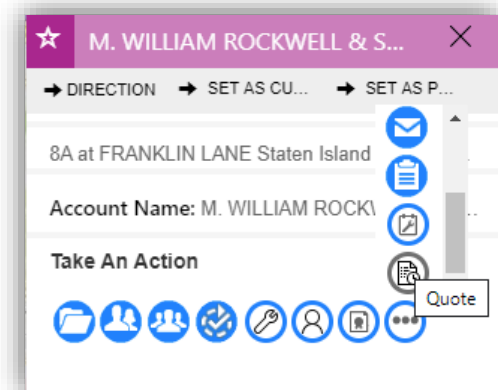 M. WILLIAM ROCKWELL & S...
DIRECTION SET AS CU... SET AS P...
8A at FRANKLIN LANE Staten Island
Account Name: M. WILLIAM ROCKW
Take An Action
Quote